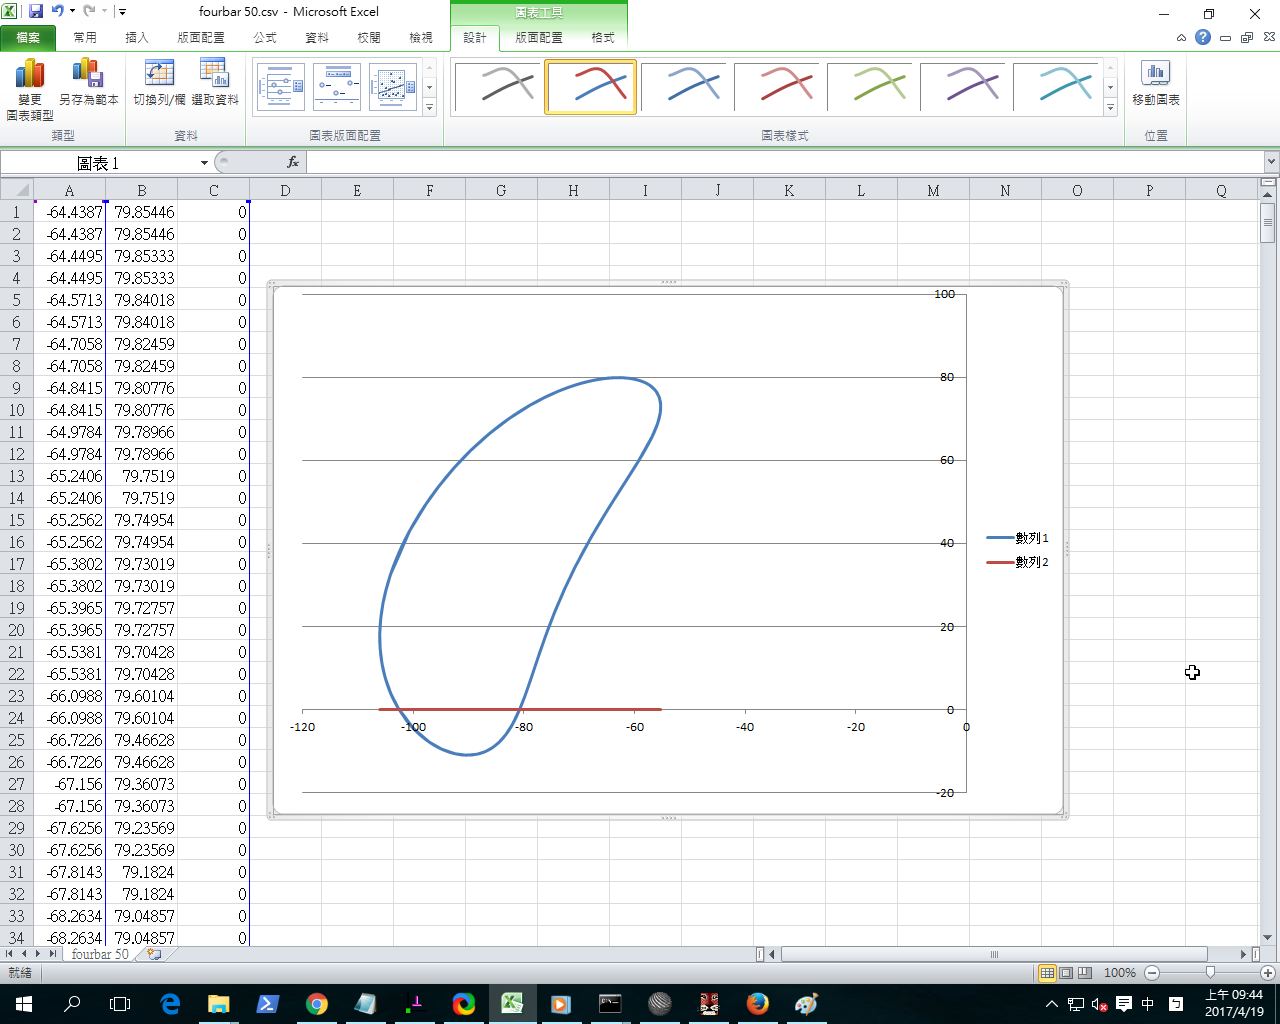 fourbar 50.csv - Microsoft Excel
圖表工具
檔案 常用 插入 版面配置 公式 資料 校閱 檢視 設計 版面配置 格式
變更圖表類型 另存為範本 切換列/欄 選取資料 移動圖表
類型 資料 圖表版面配置 圖表樣式 位置
圖表 1 fx
A B C D E F G H I J K L M N O P Q
1 -64.4387 79.85446 0
2 -64.4387 79.85446 0
3 -64.4495 79.85333 0
4 -64.4495 79.85333 0
5 -64.5713 79.84018 0
6 -64.5713 79.84018 0
7 -64.7058 79.82459 0
8 -64.7058 79.82459 0
9 -64.8415 79.80776 0
10 -64.8415 79.80776 0
11 -64.9784 79.78966 0
12 -64.9784 79.78966 0
13 -65.2406 79.7519 0
14 -65.2406 79.7519 0
15 -65.2562 79.74954 0
16 -65.2562 79.74954 0
17 -65.3802 79.73019 0
18 -65.3802 79.73019 0
19 -65.3965 79.72757 0
20 -65.3965 79.72757 0
21 -65.5381 79.70428 0
22 -65.5381 79.70428 0
23 -66.0988 79.60104 0
24 -66.0988 79.60104 0
25 -66.7226 79.46628 0
26 -66.7226 79.46628 0
27 -67.156 79.36073 0
28 -67.156 79.36073 0
29 -67.6256 79.23569 0
30 -67.6256 79.23569 0
31 -67.8143 79.1824 0
32 -67.8143 79.1824 0
33 -68.2634 79.04857 0
34 -68.2634 79.04857 0
100
80
60
40
20
0
-20
-120 -100 -80 -60 -40 -20 0
數列1
數列2
fourbar 50
就緒 100%
中
上午 09:44
2017/4/19